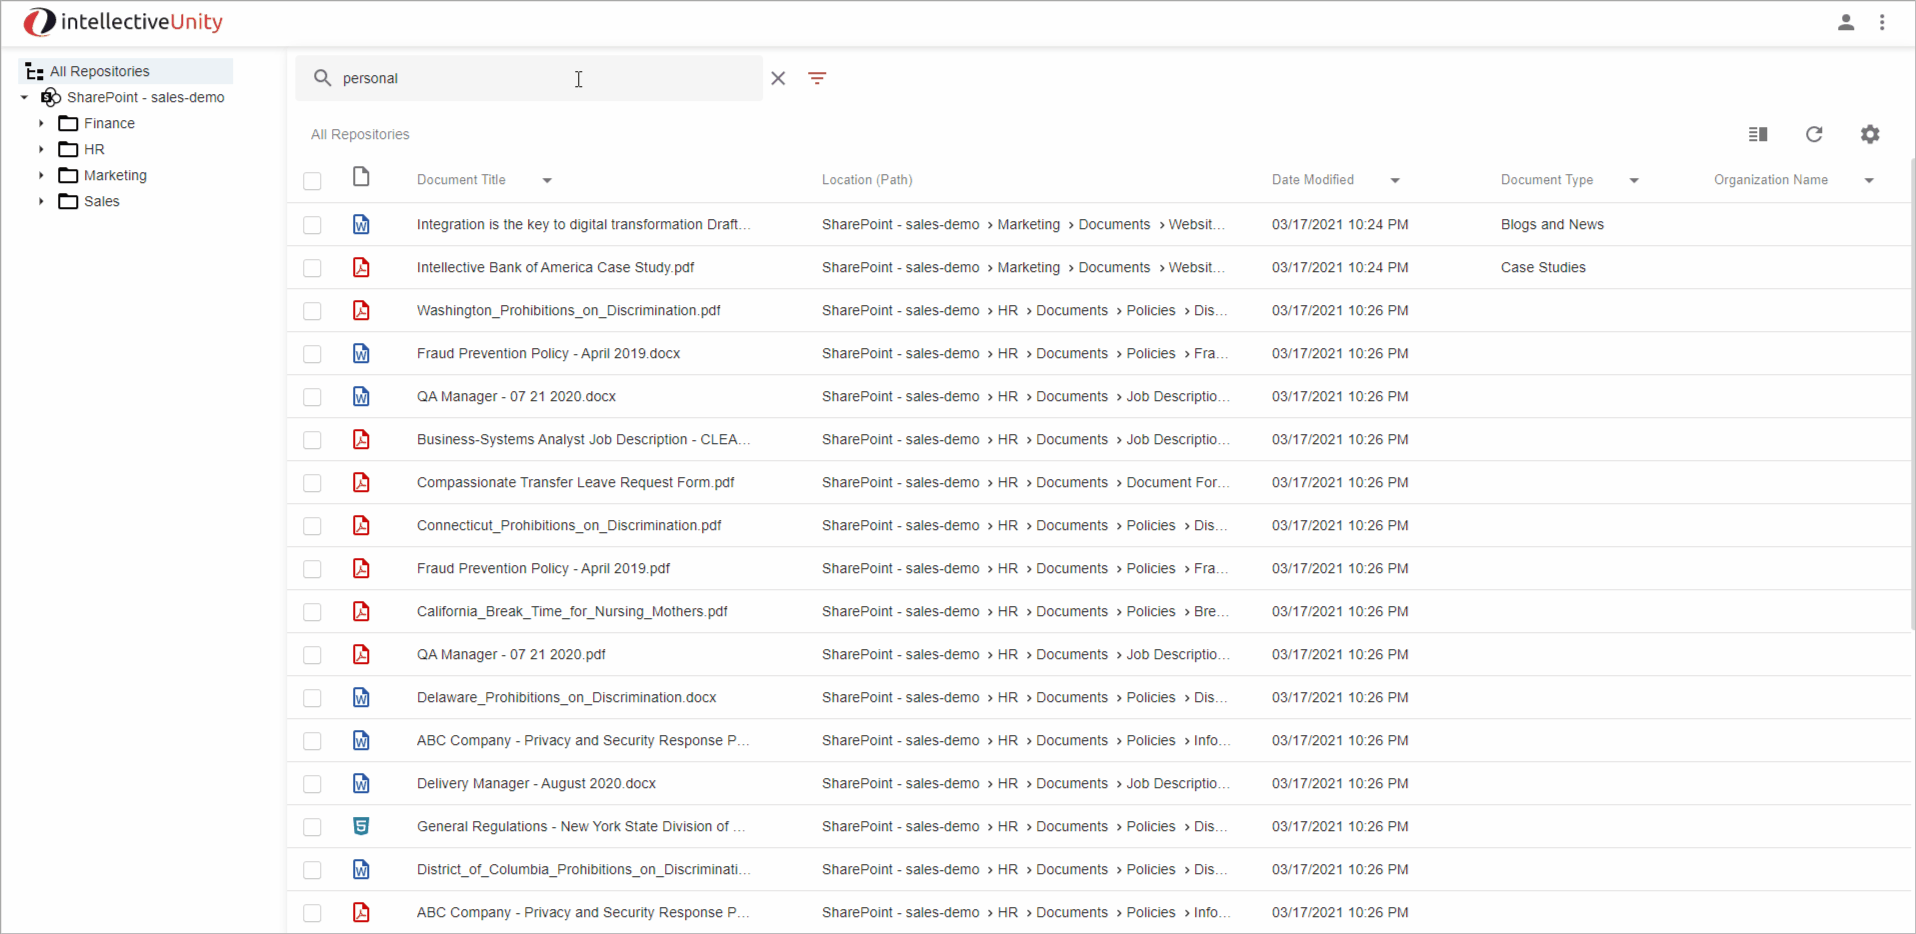 intellectiveUnity
All Repositories
SharePoint - sales-demo
Finance
HR
Marketing
Sales
personal
All Repositories
Document Title Location (Path) Date Modified Document Type Organization Name
Integration is the key to digital transformation Draft... SharePoint - sales-demo › Marketing › Documents › Websit... 03/17/2021 10:24 PM Blogs and News
Intellective Bank of America Case Study.pdf SharePoint - sales-demo › Marketing › Documents › Websit... 03/17/2021 10:24 PM Case Studies
Washington_Prohibitions_on_Discrimination.pdf SharePoint - sales-demo › HR › Documents › Policies › Dis... 03/17/2021 10:26 PM
Fraud Prevention Policy - April 2019.docx SharePoint - sales-demo › HR › Documents › Policies › Fra... 03/17/2021 10:26 PM
QA Manager - 07 21 2020.docx SharePoint - sales-demo › HR › Documents › Job Descriptio... 03/17/2021 10:26 PM
Business-Systems Analyst Job Description - CLEA... SharePoint - sales-demo › HR › Documents › Job Descriptio... 03/17/2021 10:26 PM
Compassionate Transfer Leave Request Form.pdf SharePoint - sales-demo › HR › Documents › Document For... 03/17/2021 10:26 PM
Connecticut_Prohibitions_on_Discrimination.pdf SharePoint - sales-demo › HR › Documents › Policies › Dis... 03/17/2021 10:26 PM
Fraud Prevention Policy - April 2019.pdf SharePoint - sales-demo › HR › Documents › Policies › Fra... 03/17/2021 10:26 PM
California_Break_Time_for_Nursing_Mothers.pdf SharePoint - sales-demo › HR › Documents › Policies › Bre... 03/17/2021 10:26 PM
QA Manager - 07 21 2020.pdf SharePoint - sales-demo › HR › Documents › Job Descriptio... 03/17/2021 10:26 PM
Delaware_Prohibitions_on_Discrimination.docx SharePoint - sales-demo › HR › Documents › Policies › Dis... 03/17/2021 10:26 PM
ABC Company - Privacy and Security Response P... SharePoint - sales-demo › HR › Documents › Policies › Info... 03/17/2021 10:26 PM
Delivery Manager - August 2020.docx SharePoint - sales-demo › HR › Documents › Job Descriptio... 03/17/2021 10:26 PM
General Regulations - New York State Division of ... SharePoint - sales-demo › HR › Documents › Policies › Dis... 03/17/2021 10:26 PM
District_of_Columbia_Prohibitions_on_Discriminati... SharePoint - sales-demo › HR › Documents › Policies › Dis... 03/17/2021 10:26 PM
ABC Company - Privacy and Security Response P... SharePoint - sales-demo › HR › Documents › Policies › Info... 03/17/2021 10:26 PM